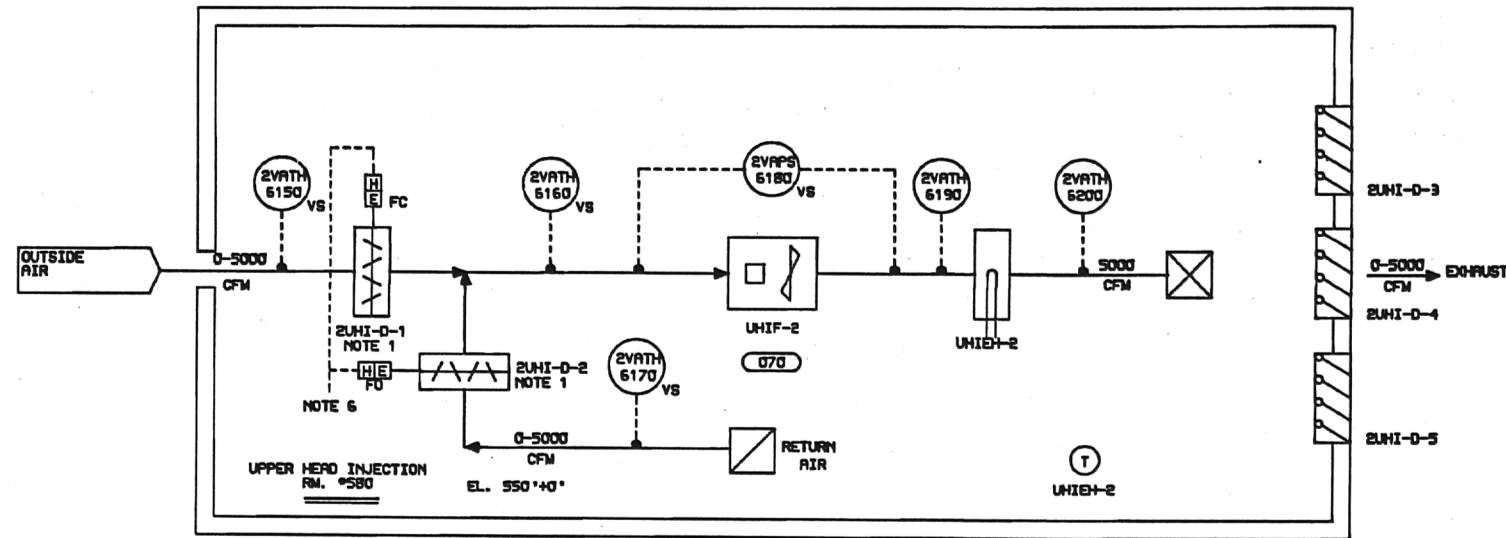 OUTSIDE
AIR
0-5000
CFM
2VATH
6150
VS
H
E
FC
2UHI-D-1
NOTE 1
H E
FO
NOTE 6
2UHI-D-2
NOTE 1
2VATH
6160
VS
2VATH
6170
VS
0-5000
CFM
RETURN
AIR
2VAPS
6180
VS
UHIF-2
070
2VATH
6190
UHIEH-2
2VATH
6200
5000
CFM
T
UHIEH-2
UPPER HEAD INJECTION
RM. #580
EL. 550'+0"
2UHI-D-3
0-5000
CFM
EXHAUST
2UHI-D-4
2UHI-D-5